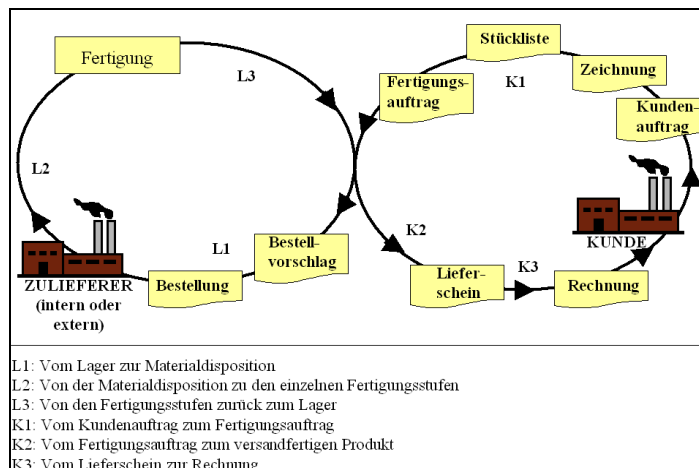 Fertigung
L3
L2
L1
ZULIEFERER
(intern oder
extern)
Bestellung
Bestell-
vorschlag
Stückliste
K1
Zeichnung
Fertigungs-
auftrag
Kunden-
auftrag
KUNDE
K2
Liefer-
schein
K3
Rechnung
L1: Vom Lager zur Materialdisposition
L2: Von der Materialdisposition zu den einzelnen Fertigungsstufen
L3: Von den Fertigungsstufen zurück zum Lager
K1: Vom Kundenauftrag zum Fertigungsauftrag
K2: Vom Fertigungsauftrag zum versandfertigen Produkt
K3: Vom Lieferschein zur Rechnung